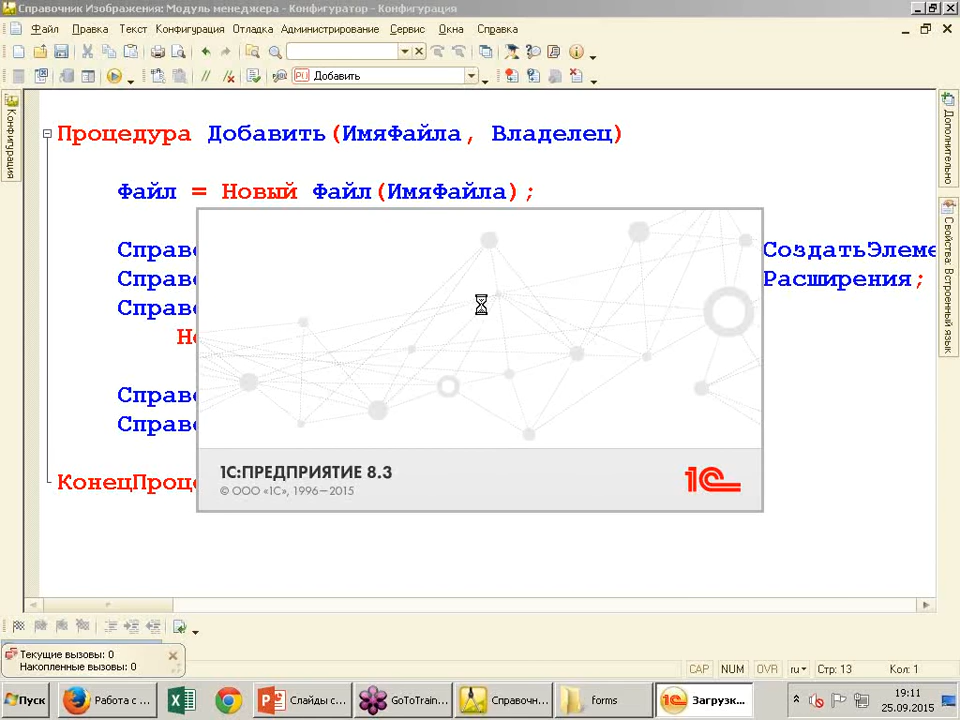 Справочник Изображения: Модуль менеджера - Конфигуратор - Конфигурация
Файл Правка Текст Конфигурация Отладка Администрирование Сервис Окна Справка
Добавить
Конфигурация
Дополнительно
Свойства: Встроенный язык
Процедура Добавить(ИмяФайла, Владелец)
Файл = Новый Файл(ИмяФайла);
Справо СоздатьЭлеме
Справо Расширения;
Справо
Но
Справо
Справо
КонецПроце
1С:ПРЕДПРИЯТИЕ 8.3
© ООО «1С», 1996—2015
1С
Текущие вызовы: 0
Накопленные вызовы: 0
CAP NUM OVR ru Стр: 13 Кол: 1
Пуск Работа с ... Слайды с... GoToTrain... Справочн... forms Загрузк... 19:11
25.09.2015